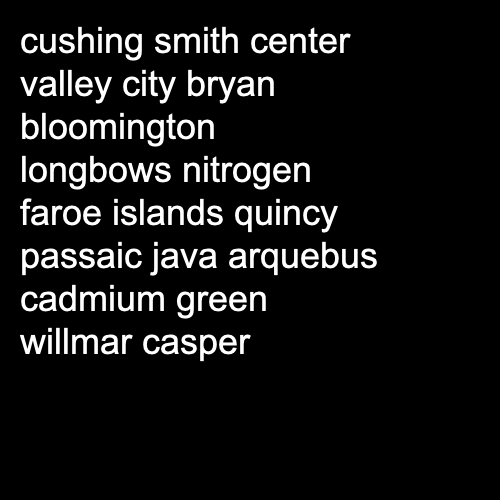 cushing smith center
valley city bryan
bloomington
longbows nitrogen
faroe islands quincy
passaic java arquebus
cadmium green
willmar casper